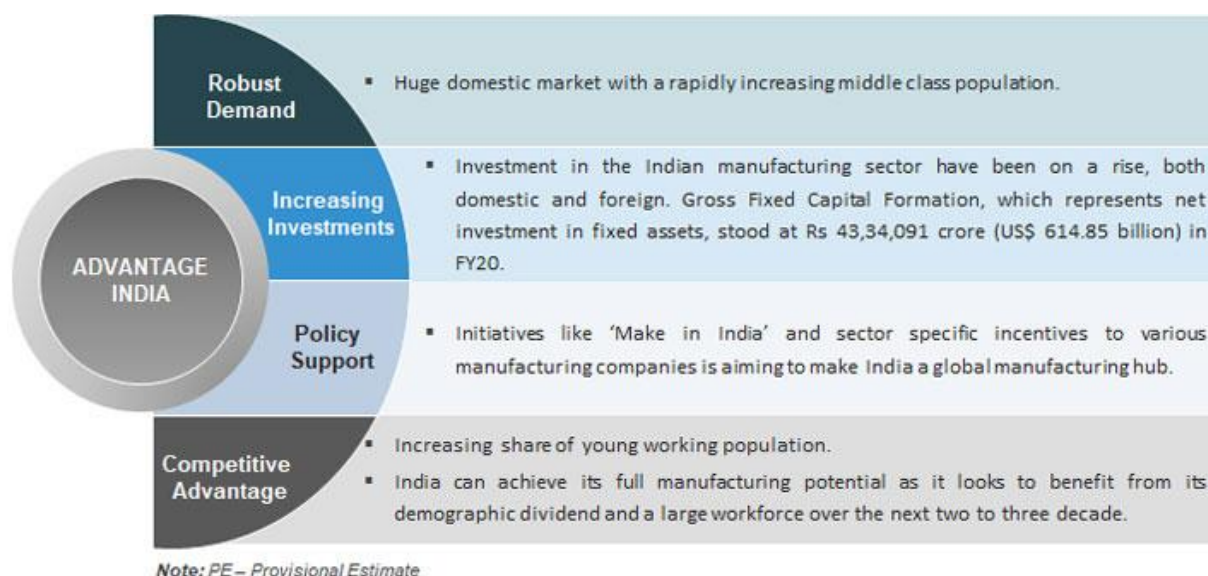 Robust
Demand
▪ Huge domestic market with a rapidly increasing middle class population.
ADVANTAGE
INDIA
Increasing
Investments
▪ Investment in the Indian manufacturing sector have been on a rise, both
domestic and foreign. Gross Fixed Capital Formation, which represents net
investment in fixed assets, stood at Rs 43,34,091 crore (US$ 614.85 billion) in
FY20.
Policy
Support
▪ Initiatives like ‘Make in India’ and sector specific incentives to various
manufacturing companies is aiming to make India a global manufacturing hub.
Competitive
Advantage
▪ Increasing share of young working population.
▪ India can achieve its full manufacturing potential as it looks to benefit from its
demographic dividend and a large workforce over the next two to three decade.
Note: PE – Provisional Estimate